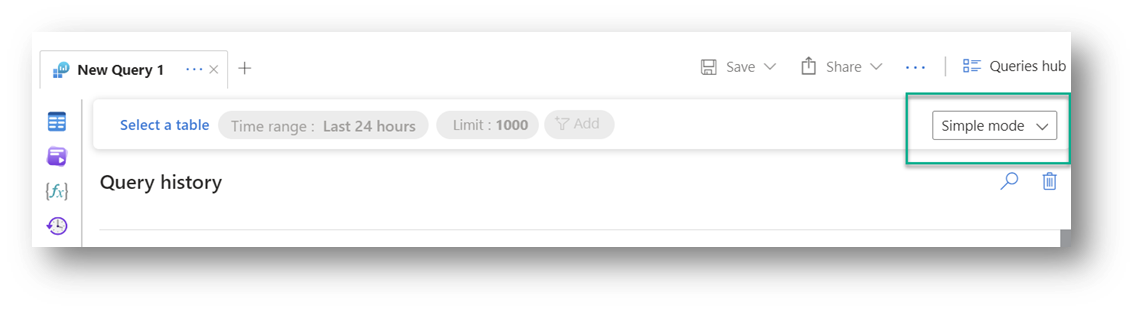 New Query 1 ··· × +
Save Share ··· Queries hub
Select a table Time range : Last 24 hours Limit : 1000 Add Simple mode
Query history
{fx}